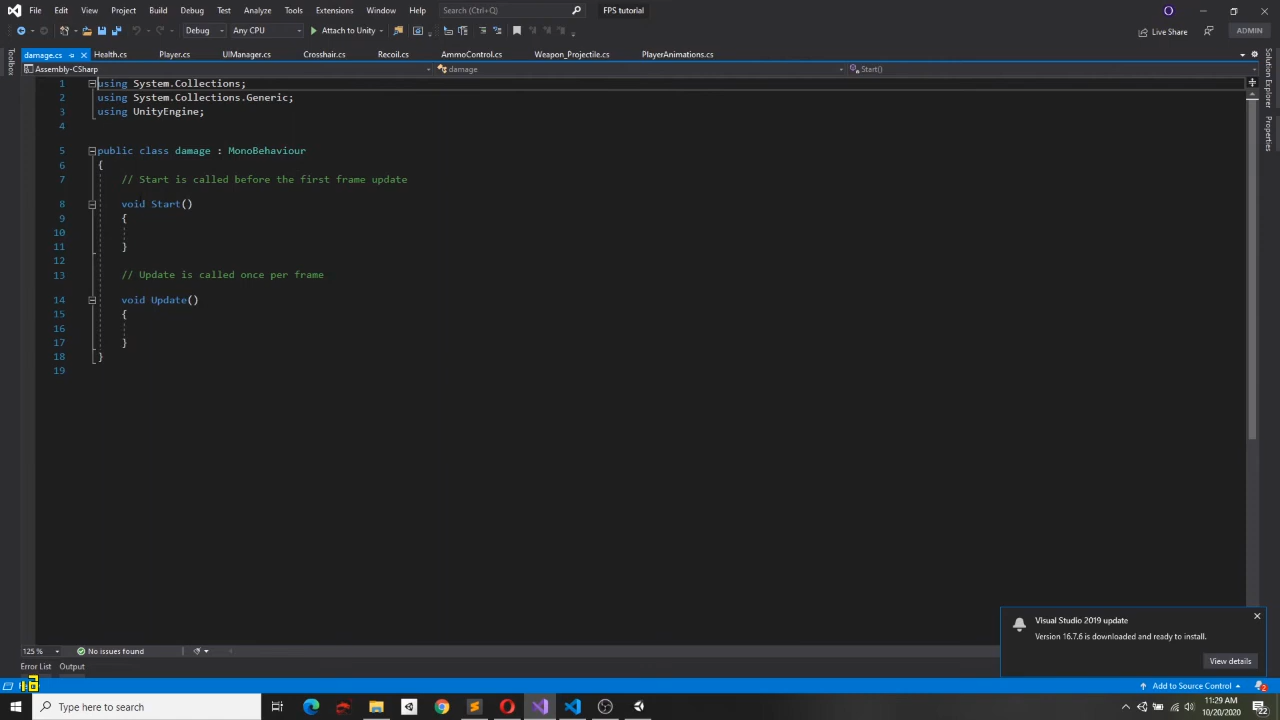 File Edit View Project Build Debug Test Analyze Tools Extensions Window Help Search (Ctrl+Q) FPS tutorial
Debug Any CPU Attach to Unity Live Share ADMIN
damage.cs Health.cs Player.cs UIManager.cs Crosshair.cs Recoil.cs AmmoControl.cs Weapon_Projectile.cs PlayerAnimations.cs
Toolbox
Assembly-CSharp damage Start()
Solution Explorer
Properties
1 using System.Collections;
2 using System.Collections.Generic;
3 using UnityEngine;
4
5 public class damage : MonoBehaviour
6 {
7 // Start is called before the first frame update
8 void Start()
9 {
10
11 }
12
13 // Update is called once per frame
14 void Update()
15 {
16
17 }
18 }
19
Visual Studio 2019 update
Version 16.7.6 is downloaded and ready to install.
View details
125 % No issues found
Error List Output
Add to Source Control 2
Type here to search
11:29 AM
10/20/2020
22